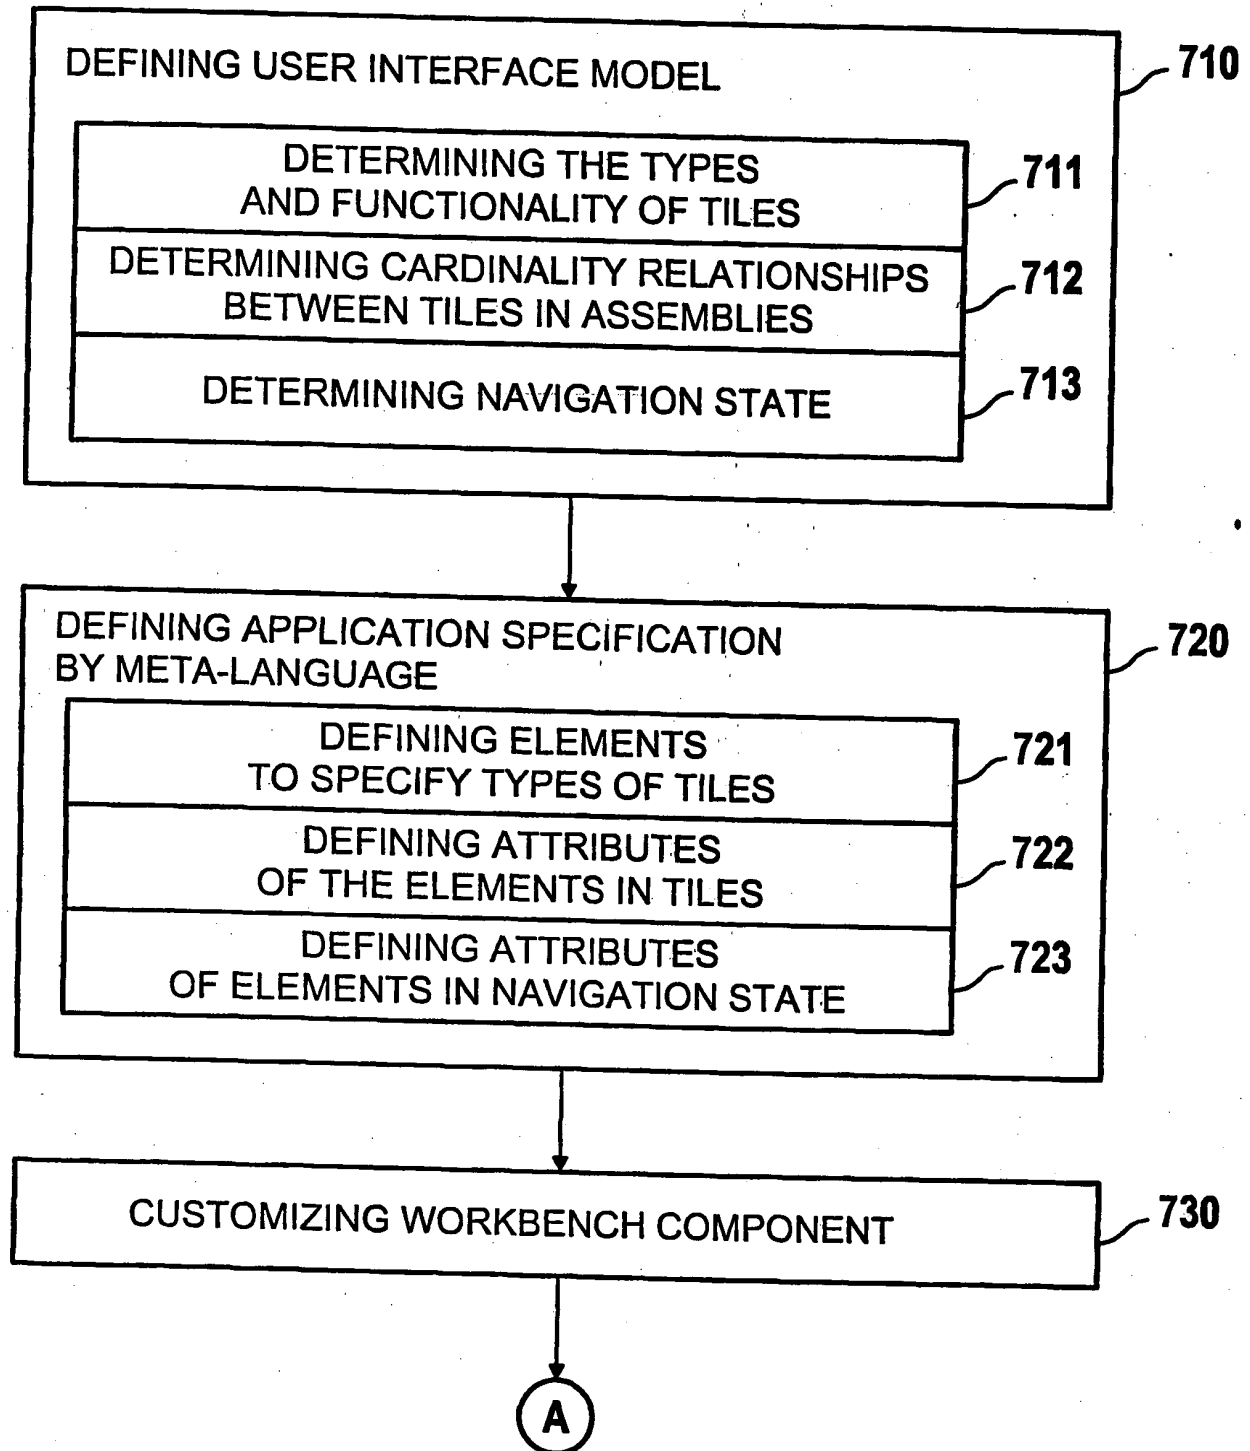 DEFINING USER INTERFACE MODEL
710
DETERMINING THE TYPES
AND FUNCTIONALITY OF TILES
711
DETERMINING CARDINALITY RELATIONSHIPS
BETWEEN TILES IN ASSEMBLIES
712
DETERMINING NAVIGATION STATE
713
DEFINING APPLICATION SPECIFICATION
BY META-LANGUAGE
720
DEFINING ELEMENTS
TO SPECIFY TYPES OF TILES
721
DEFINING ATTRIBUTES
OF THE ELEMENTS IN TILES
722
DEFINING ATTRIBUTES
OF ELEMENTS IN NAVIGATION STATE
723
CUSTOMIZING WORKBENCH COMPONENT
730
A